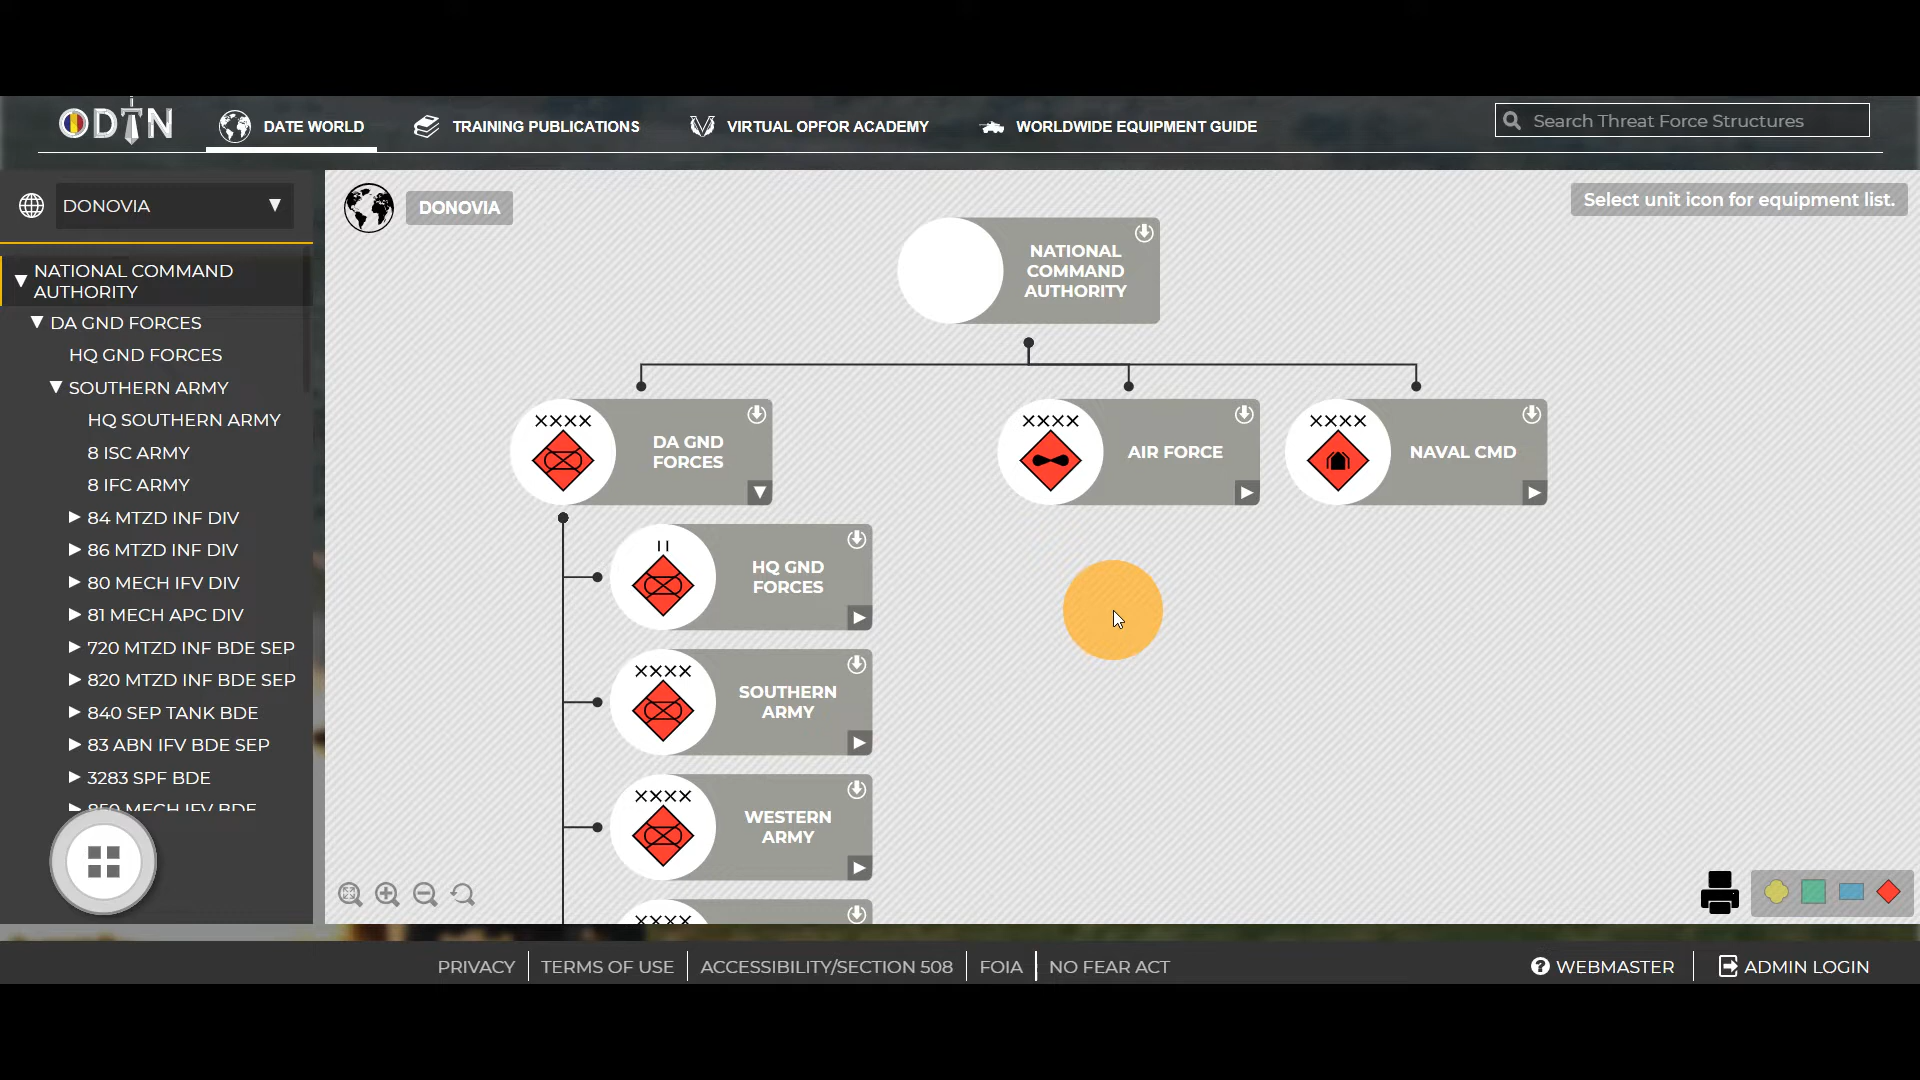 ODIN
DATE WORLD
TRAINING PUBLICATIONS
VIRTUAL OPFOR ACADEMY
WORLDWIDE EQUIPMENT GUIDE
Search Threat Force Structures
DONOVIA
NATIONAL COMMAND
AUTHORITY
DA GND FORCES
HQ GND FORCES
SOUTHERN ARMY
HQ SOUTHERN ARMY
8 ISC ARMY
8 IFC ARMY
84 MTZD INF DIV
86 MTZD INF DIV
80 MECH IFV DIV
81 MECH APC DIV
720 MTZD INF BDE SEP
820 MTZD INF BDE SEP
840 SEP TANK BDE
83 ABN IFV BDE SEP
3283 SPF BDE
850 MECH IFV BDE
DONOVIA
Select unit icon for equipment list.
NATIONAL
COMMAND
AUTHORITY
XXXX
DA GND
FORCES
XXXX
AIR FORCE
XXXX
NAVAL CMD
II
HQ GND
FORCES
XXXX
SOUTHERN
ARMY
XXXX
WESTERN
ARMY
XXXX
PRIVACY
TERMS OF USE
ACCESSIBILITY/SECTION 508
FOIA
NO FEAR ACT
WEBMASTER
ADMIN LOGIN